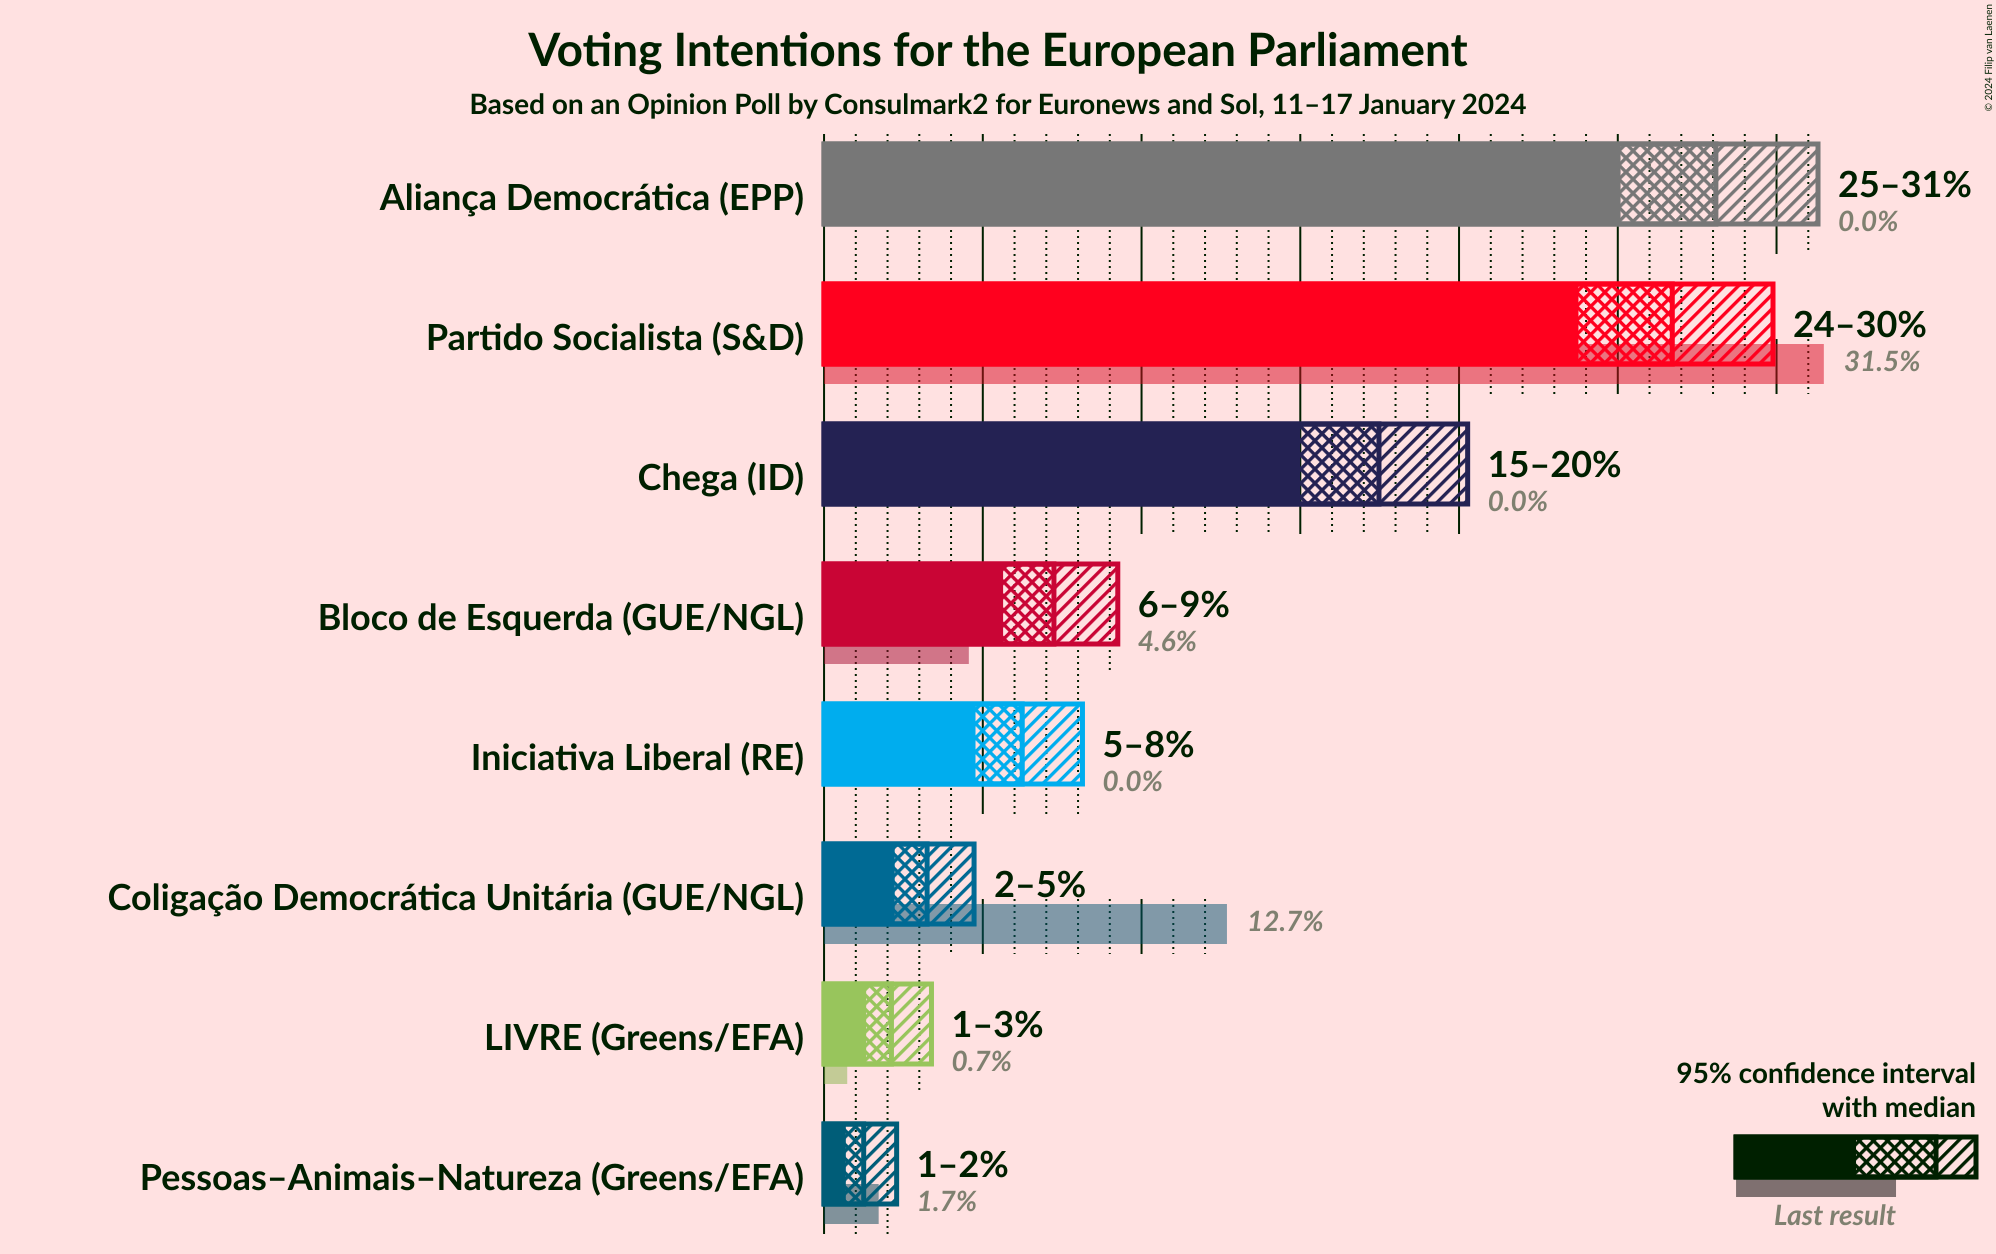 Voting Intentions for the European Parliament
Based on an Opinion Poll by Consulmark2 for Euronews and Sol, 11–17 January 2024
© 2024 Filip van Laenen
Aliança Democrática (EPP)
25–31%
0.0%
Partido Socialista (S&D)
24–30%
31.5%
Chega (ID)
15–20%
0.0%
Bloco de Esquerda (GUE/NGL)
6–9%
4.6%
Iniciativa Liberal (RE)
5–8%
0.0%
Coligação Democrática Unitária (GUE/NGL)
2–5%
12.7%
LIVRE (Greens/EFA)
1–3%
0.7%
Pessoas–Animais–Natureza (Greens/EFA)
1–2%
1.7%
95% confidence interval
with median
Last result